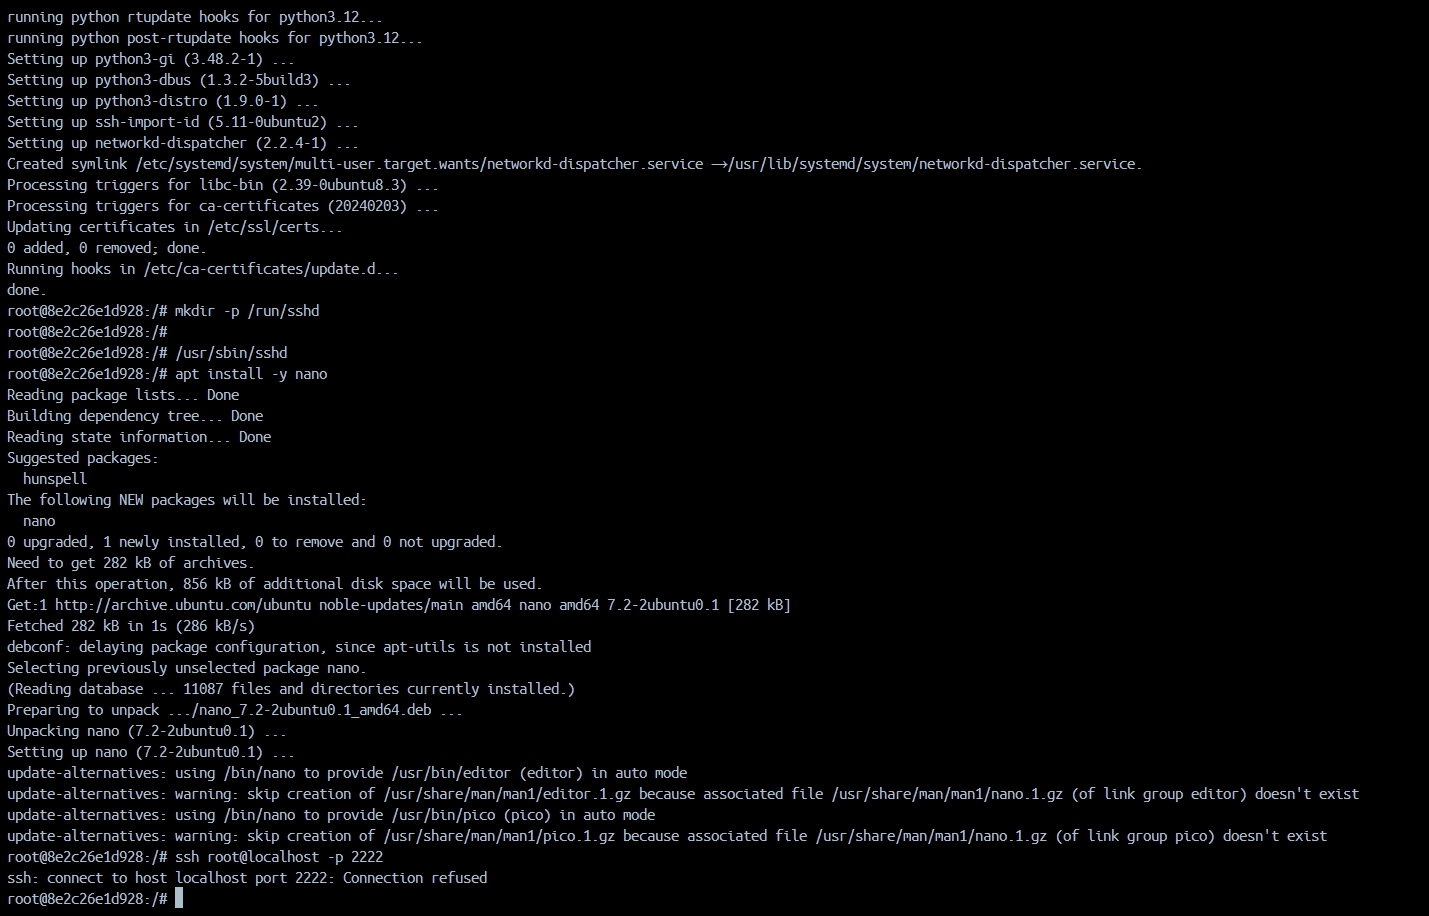 running python rtupdate hooks for python3.12...
running python post-rtupdate hooks for python3.12...
Setting up python3-gi (3.48.2-1) ...
Setting up python3-dbus (1.3.2-5build3) ...
Setting up python3-distro (1.9.0-1) ...
Setting up ssh-import-id (5.11-0ubuntu2) ...
Setting up networkd-dispatcher (2.2.4-1) ...
Created symlink /etc/systemd/system/multi-user.target.wants/networkd-dispatcher.service →/usr/lib/systemd/system/networkd-dispatcher.service.
Processing triggers for libc-bin (2.39-0ubuntu8.3) ...
Processing triggers for ca-certificates (20240203) ...
Updating certificates in /etc/ssl/certs...
0 added, 0 removed; done.
Running hooks in /etc/ca-certificates/update.d...
done.
root@8e2c26e1d928:/# mkdir -p /run/sshd
root@8e2c26e1d928:/#
root@8e2c26e1d928:/# /usr/sbin/sshd
root@8e2c26e1d928:/# apt install -y nano
Reading package lists... Done
Building dependency tree... Done
Reading state information... Done
Suggested packages:
  hunspell
The following NEW packages will be installed:
  nano
0 upgraded, 1 newly installed, 0 to remove and 0 not upgraded.
Need to get 282 kB of archives.
After this operation, 856 kB of additional disk space will be used.
Get:1 http://archive.ubuntu.com/ubuntu noble-updates/main amd64 nano amd64 7.2-2ubuntu0.1 [282 kB]
Fetched 282 kB in 1s (286 kB/s)
debconf: delaying package configuration, since apt-utils is not installed
Selecting previously unselected package nano.
(Reading database ... 11087 files and directories currently installed.)
Preparing to unpack .../nano_7.2-2ubuntu0.1_amd64.deb ...
Unpacking nano (7.2-2ubuntu0.1) ...
Setting up nano (7.2-2ubuntu0.1) ...
update-alternatives: using /bin/nano to provide /usr/bin/editor (editor) in auto mode
update-alternatives: warning: skip creation of /usr/share/man/man1/editor.1.gz because associated file /usr/share/man/man1/nano.1.gz (of link group editor) doesn't exist
update-alternatives: using /bin/nano to provide /usr/bin/pico (pico) in auto mode
update-alternatives: warning: skip creation of /usr/share/man/man1/pico.1.gz because associated file /usr/share/man/man1/nano.1.gz (of link group pico) doesn't exist
root@8e2c26e1d928:/# ssh root@localhost -p 2222
ssh: connect to host localhost port 2222: Connection refused
root@8e2c26e1d928:/#